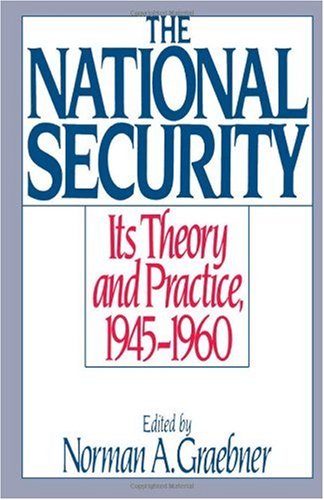 THE
NATIONAL
SECURITY
Its Theory
and Practice,
1945–1960
Edited by
Norman A. Graebner